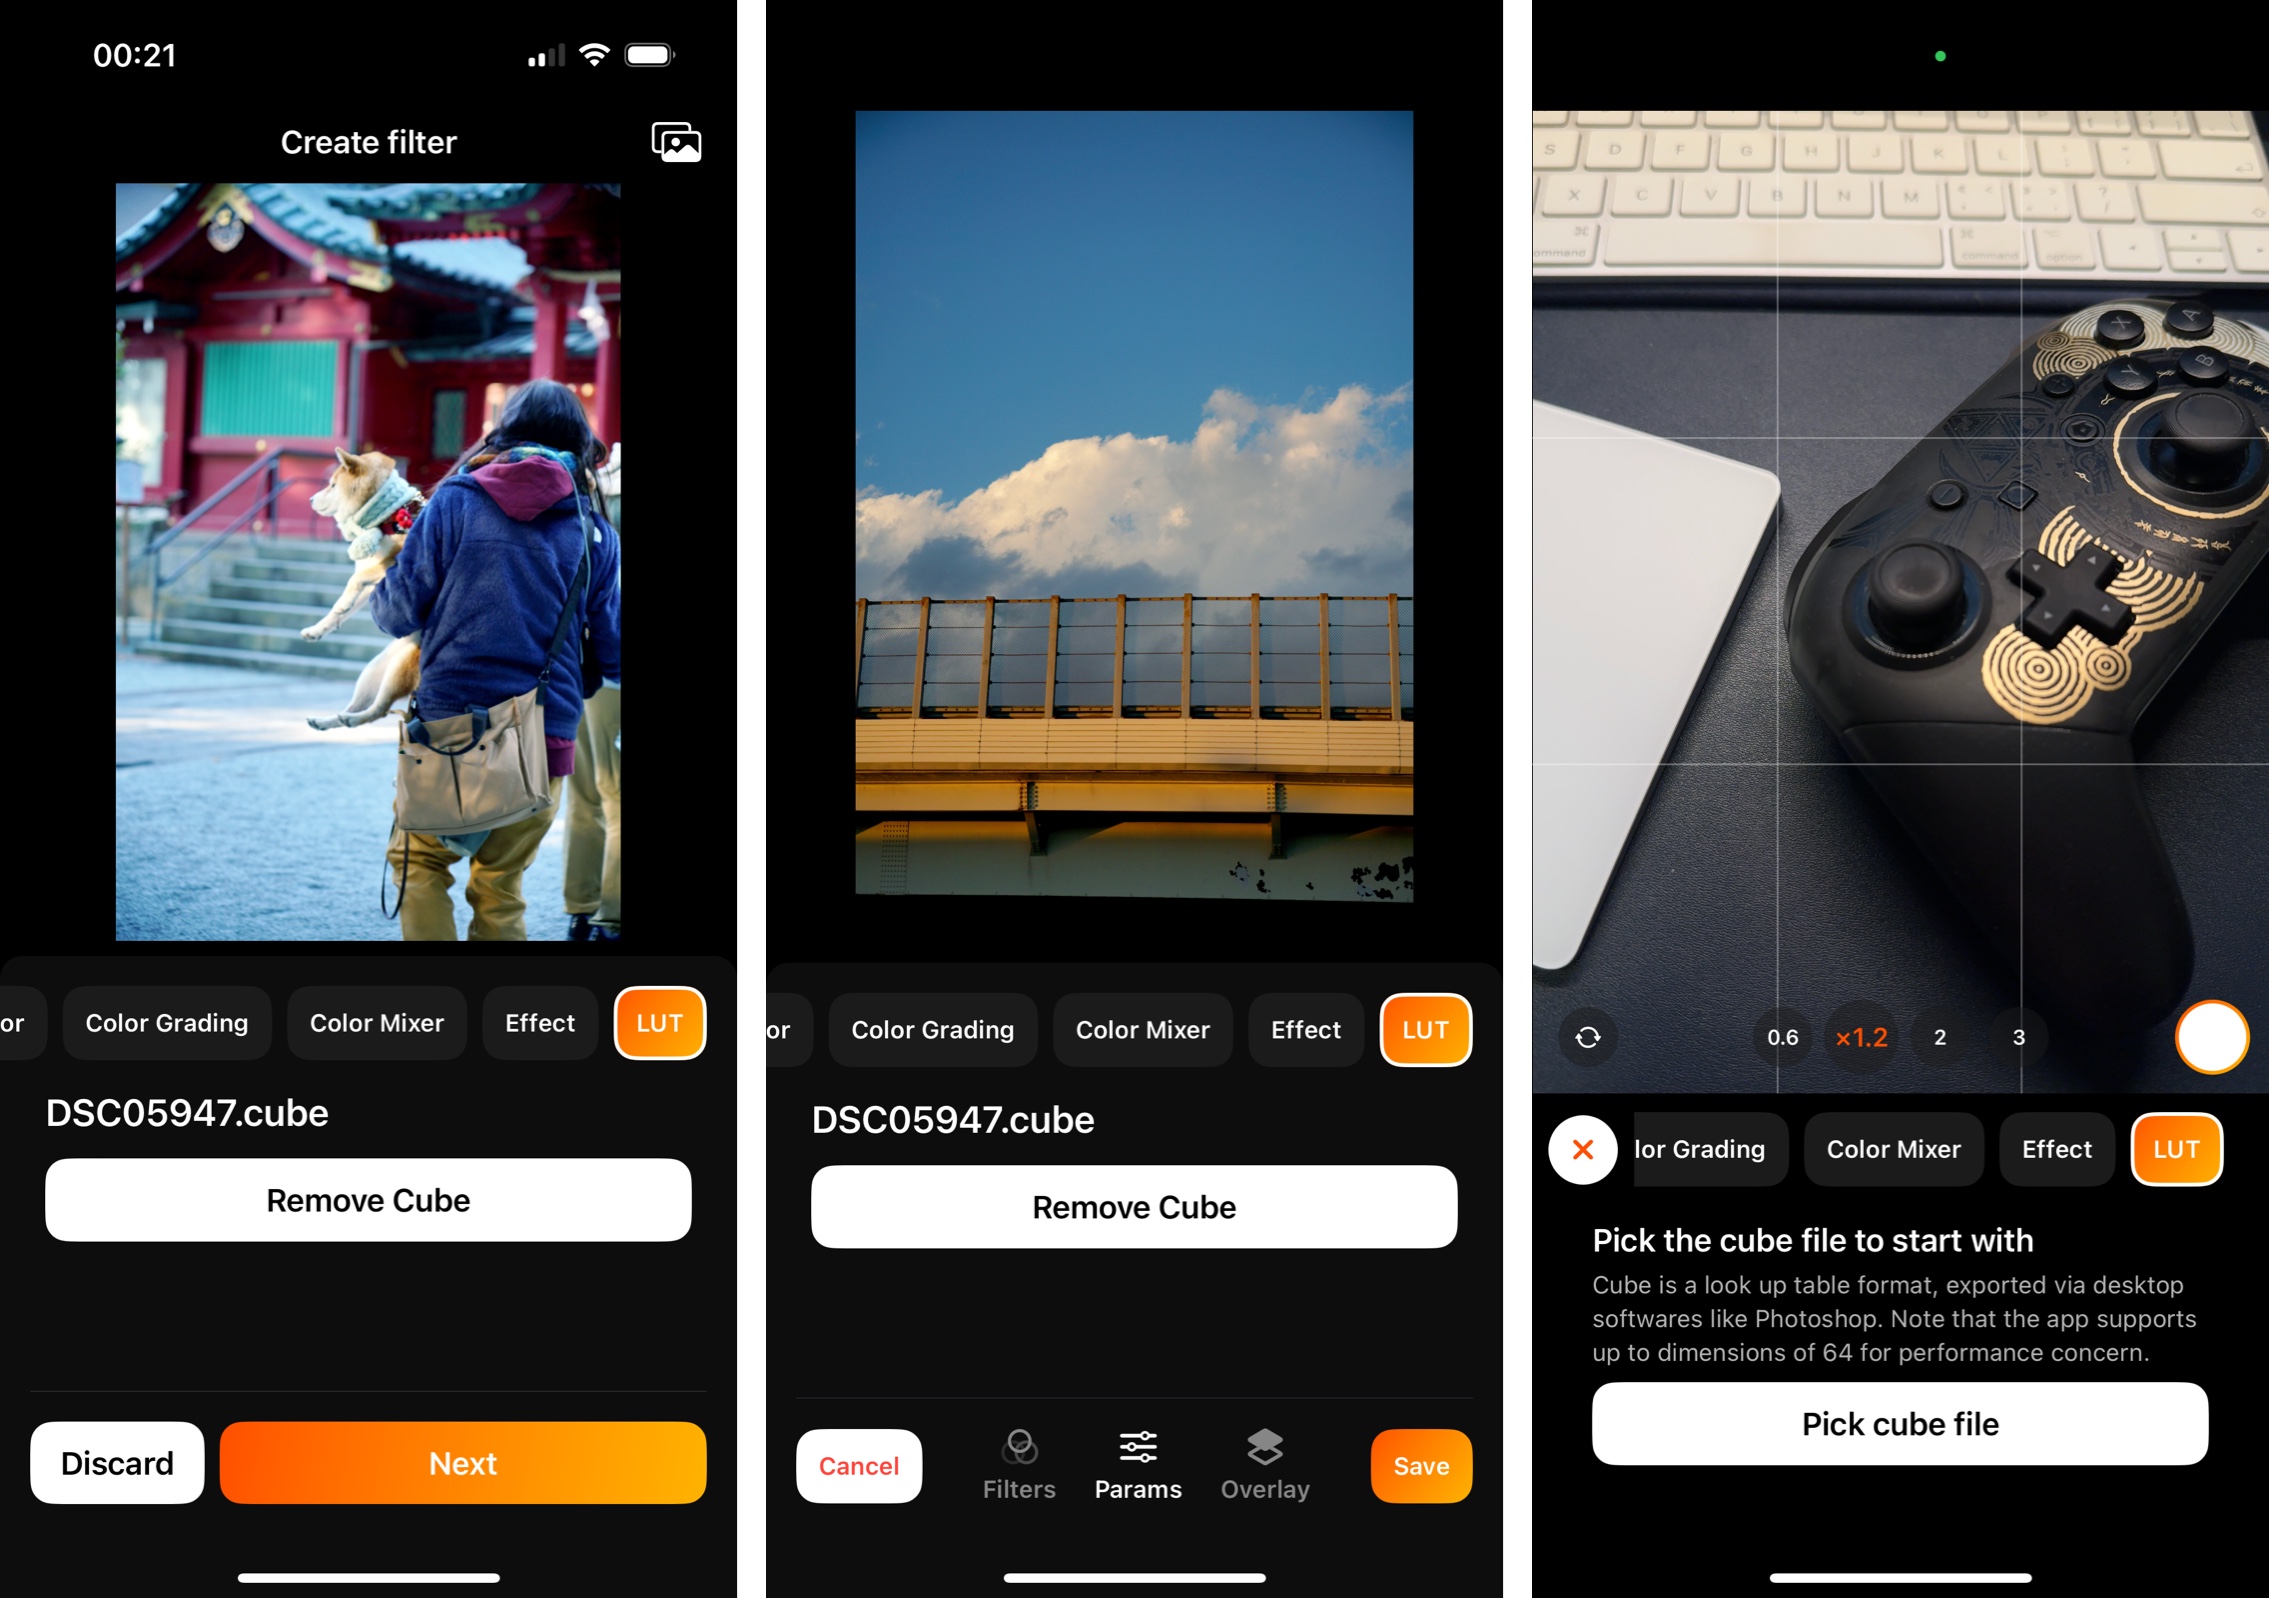 00:21
Create filter
or
Color Grading
Color Mixer
Effect
LUT
DSC05947.cube
Remove Cube
Discard
Next
or
Color Grading
Color Mixer
Effect
LUT
DSC05947.cube
Remove Cube
Cancel
Filters
Params
Overlay
Save
S D F G H J K L
X C V B N M
command
command
option
X A
Y B
0.6
×1.2
2
3
lor Grading
Color Mixer
Effect
LUT
Pick the cube file to start with
Cube is a look up table format, exported via desktop
softwares like Photoshop. Note that the app supports
up to dimensions of 64 for performance concern.
Pick cube file